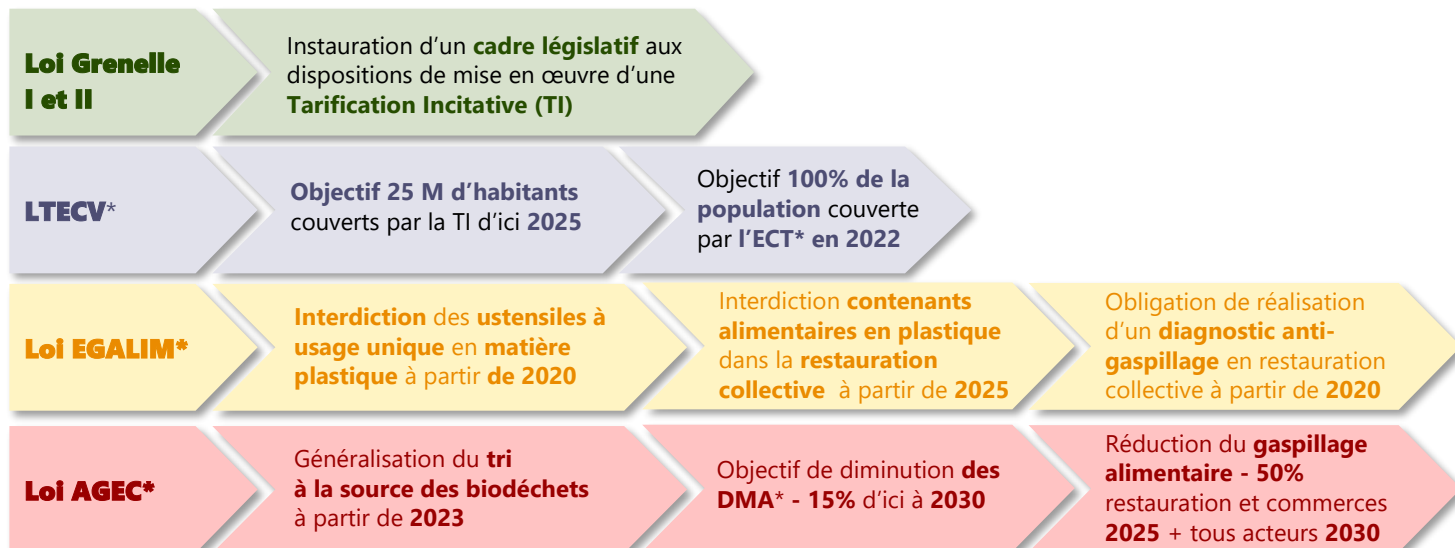 Loi Grenelle
I et II
Instauration d'un cadre législatif aux
dispositions de mise en œuvre d'une
Tarification Incitative (TI)
LTECV*
Objectif 25 M d'habitants
couverts par la TI d'ici 2025
Objectif 100% de la
population couverte
par l'ECT* en 2022
Loi EGALIM*
Interdiction des ustensiles à
usage unique en matière
plastique à partir de 2020
Interdiction contenants
alimentaires en plastique
dans la restauration
collective à partir de 2025
Obligation de réalisation
d'un diagnostic anti-
gaspillage en restauration
collective à partir de 2020
Loi AGEC*
Généralisation du tri
à la source des biodéchets
à partir de 2023
Objectif de diminution des
DMA* - 15% d'ici à 2030
Réduction du gaspillage
alimentaire - 50%
restauration et commerces
2025 + tous acteurs 2030